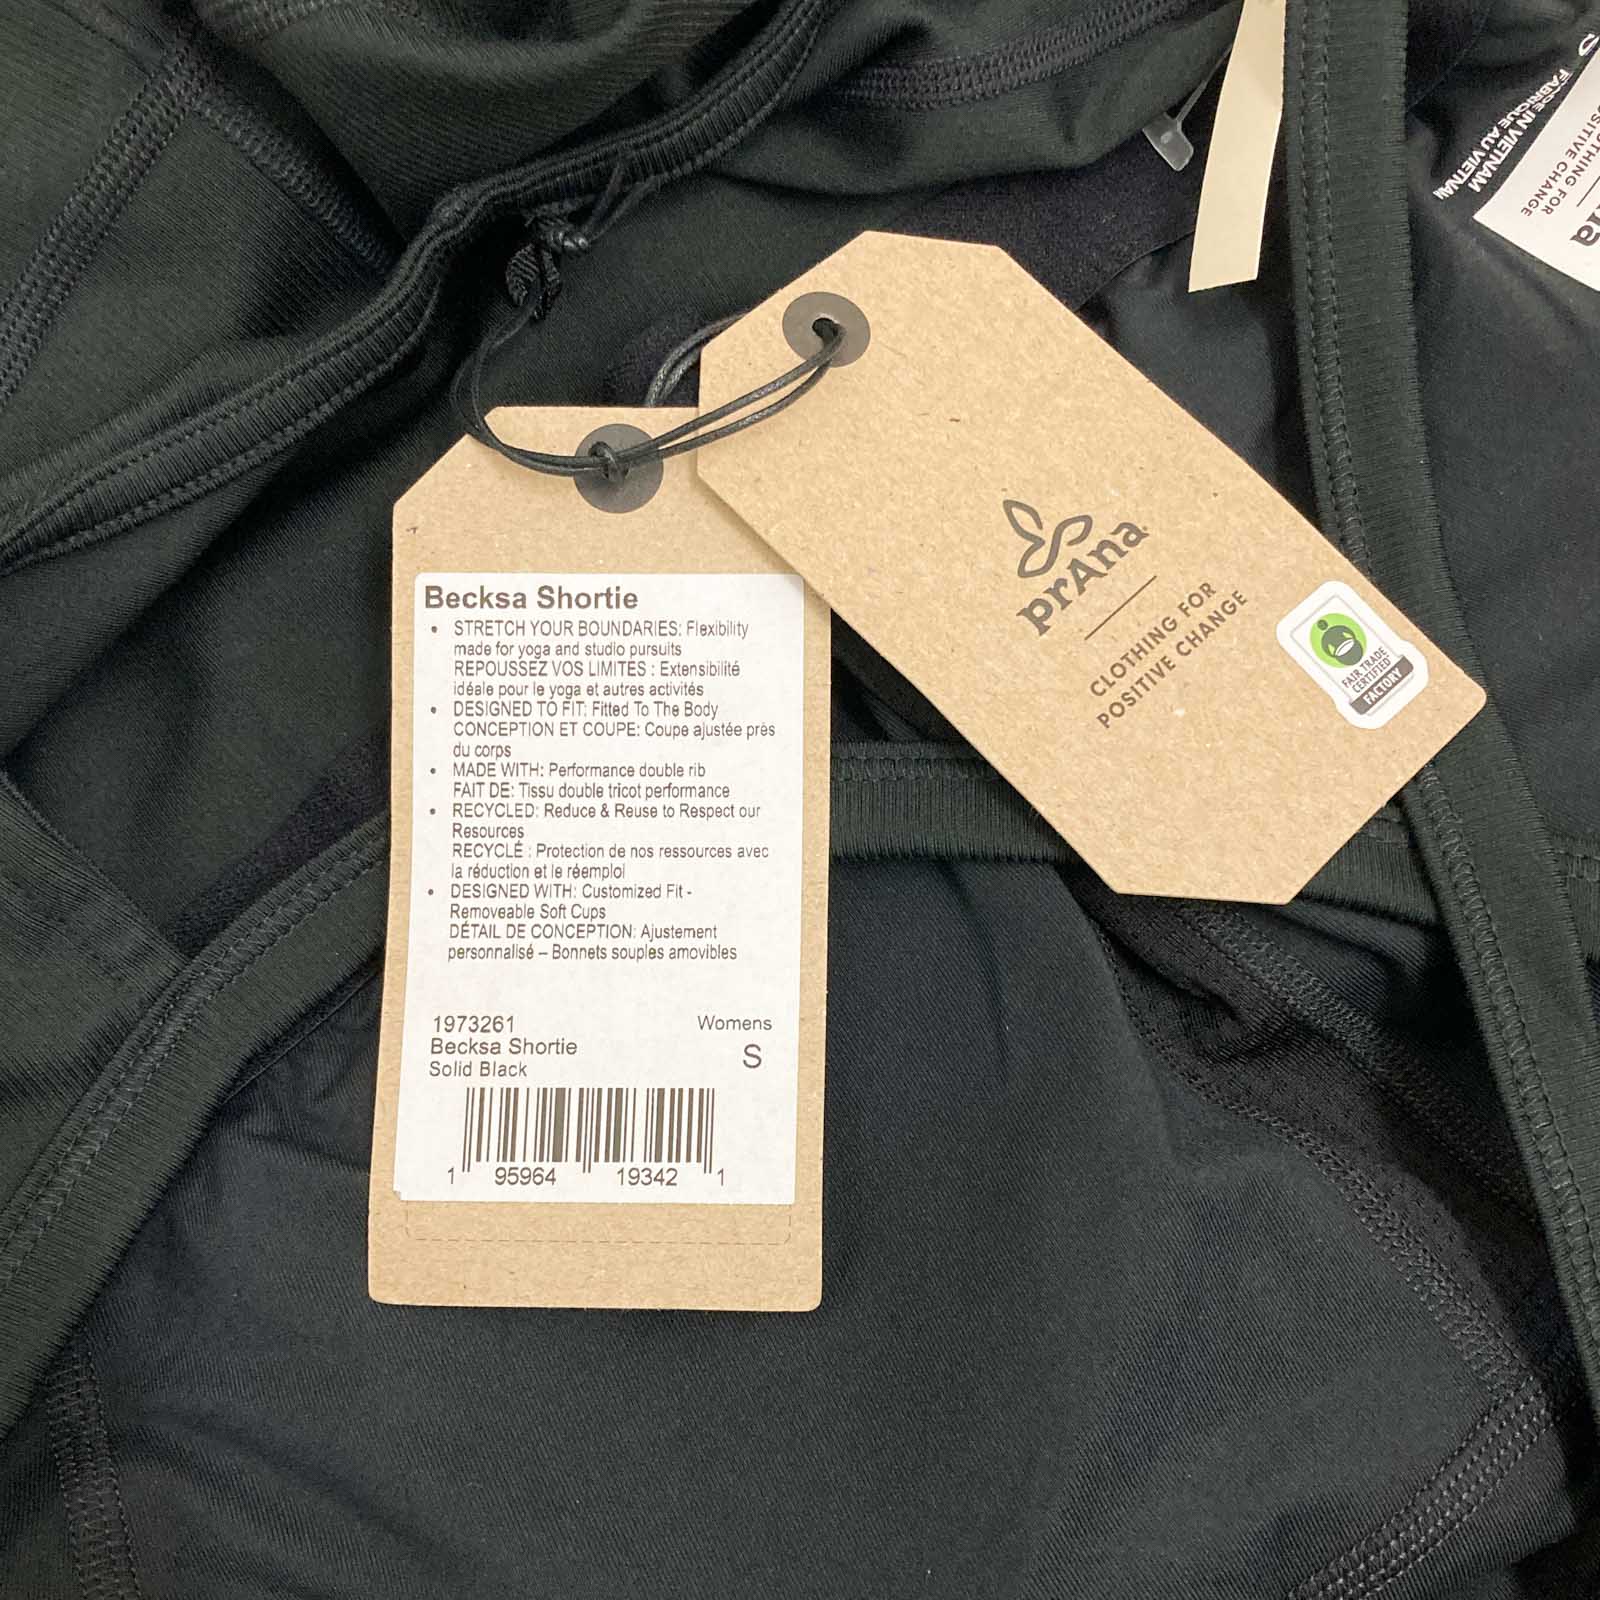 Becksa Shortie
• STRETCH YOUR BOUNDARIES: Flexibility
made for yoga and studio pursuits
REPOUSSEZ VOS LIMITES : Extensibilité
idéale pour le yoga et autres activités
• DESIGNED TO FIT: Fitted To The Body
CONCEPTION ET COUPE: Coupe ajustée près
du corps
• MADE WITH: Performance double rib
FAIT DE: Tissu double tricot performance
• RECYCLED: Reduce & Reuse to Respect our
Resources
RECYCLÉ : Protection de nos ressources avec
la réduction et le réemploi
• DESIGNED WITH: Customized Fit -
Removeable Soft Cups
DÉTAIL DE CONCEPTION: Ajustement
personnalisé – Bonnets souples amovibles
1973261 Womens
Becksa Shortie S
Solid Black
1 95964 19342 1
prAna
CLOTHING FOR
POSITIVE CHANGE
FAIR TRADE
CERTIFIED
FACTORY
S
IN VIETNAM
FABRIQUÉ AU VIETNAM
FOR
CHANGE